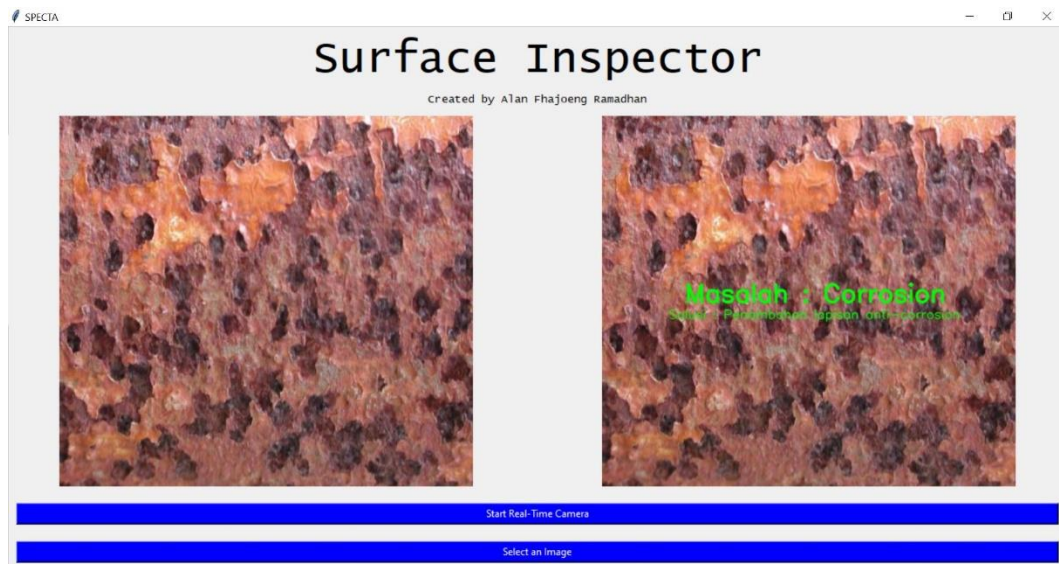 SPECTA
Surface Inspector
Created by Alan Fhajoeng Ramadhan
Masalah : Corrosion
Solusi : Penambahan lapisan anti-corrosion
Start Real-Time Camera
Select an Image